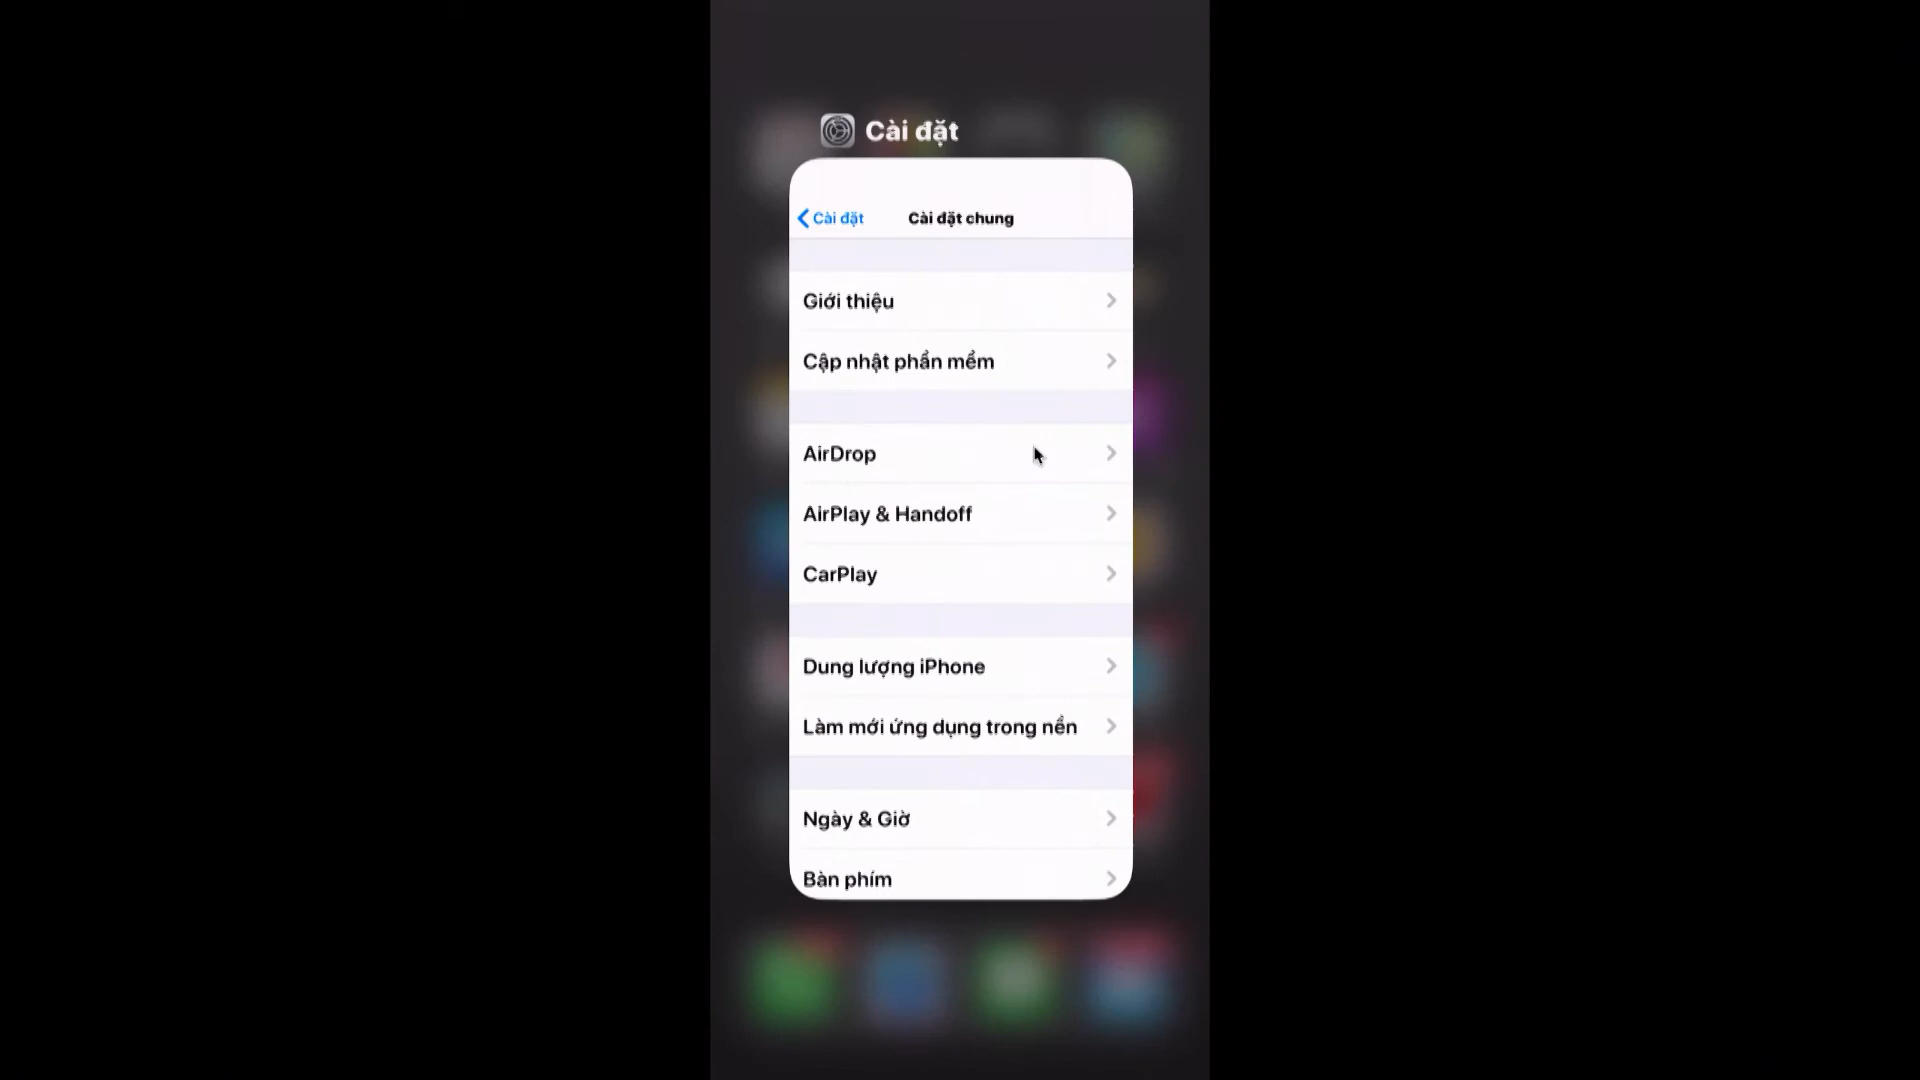 Cài đặt
Cài đặt
Cài đặt chung
Giới thiệu
Cập nhật phần mềm
AirDrop
AirPlay & Handoff
CarPlay
Dung lượng iPhone
Làm mới ứng dụng trong nền
Ngày & Giờ
Bàn phím